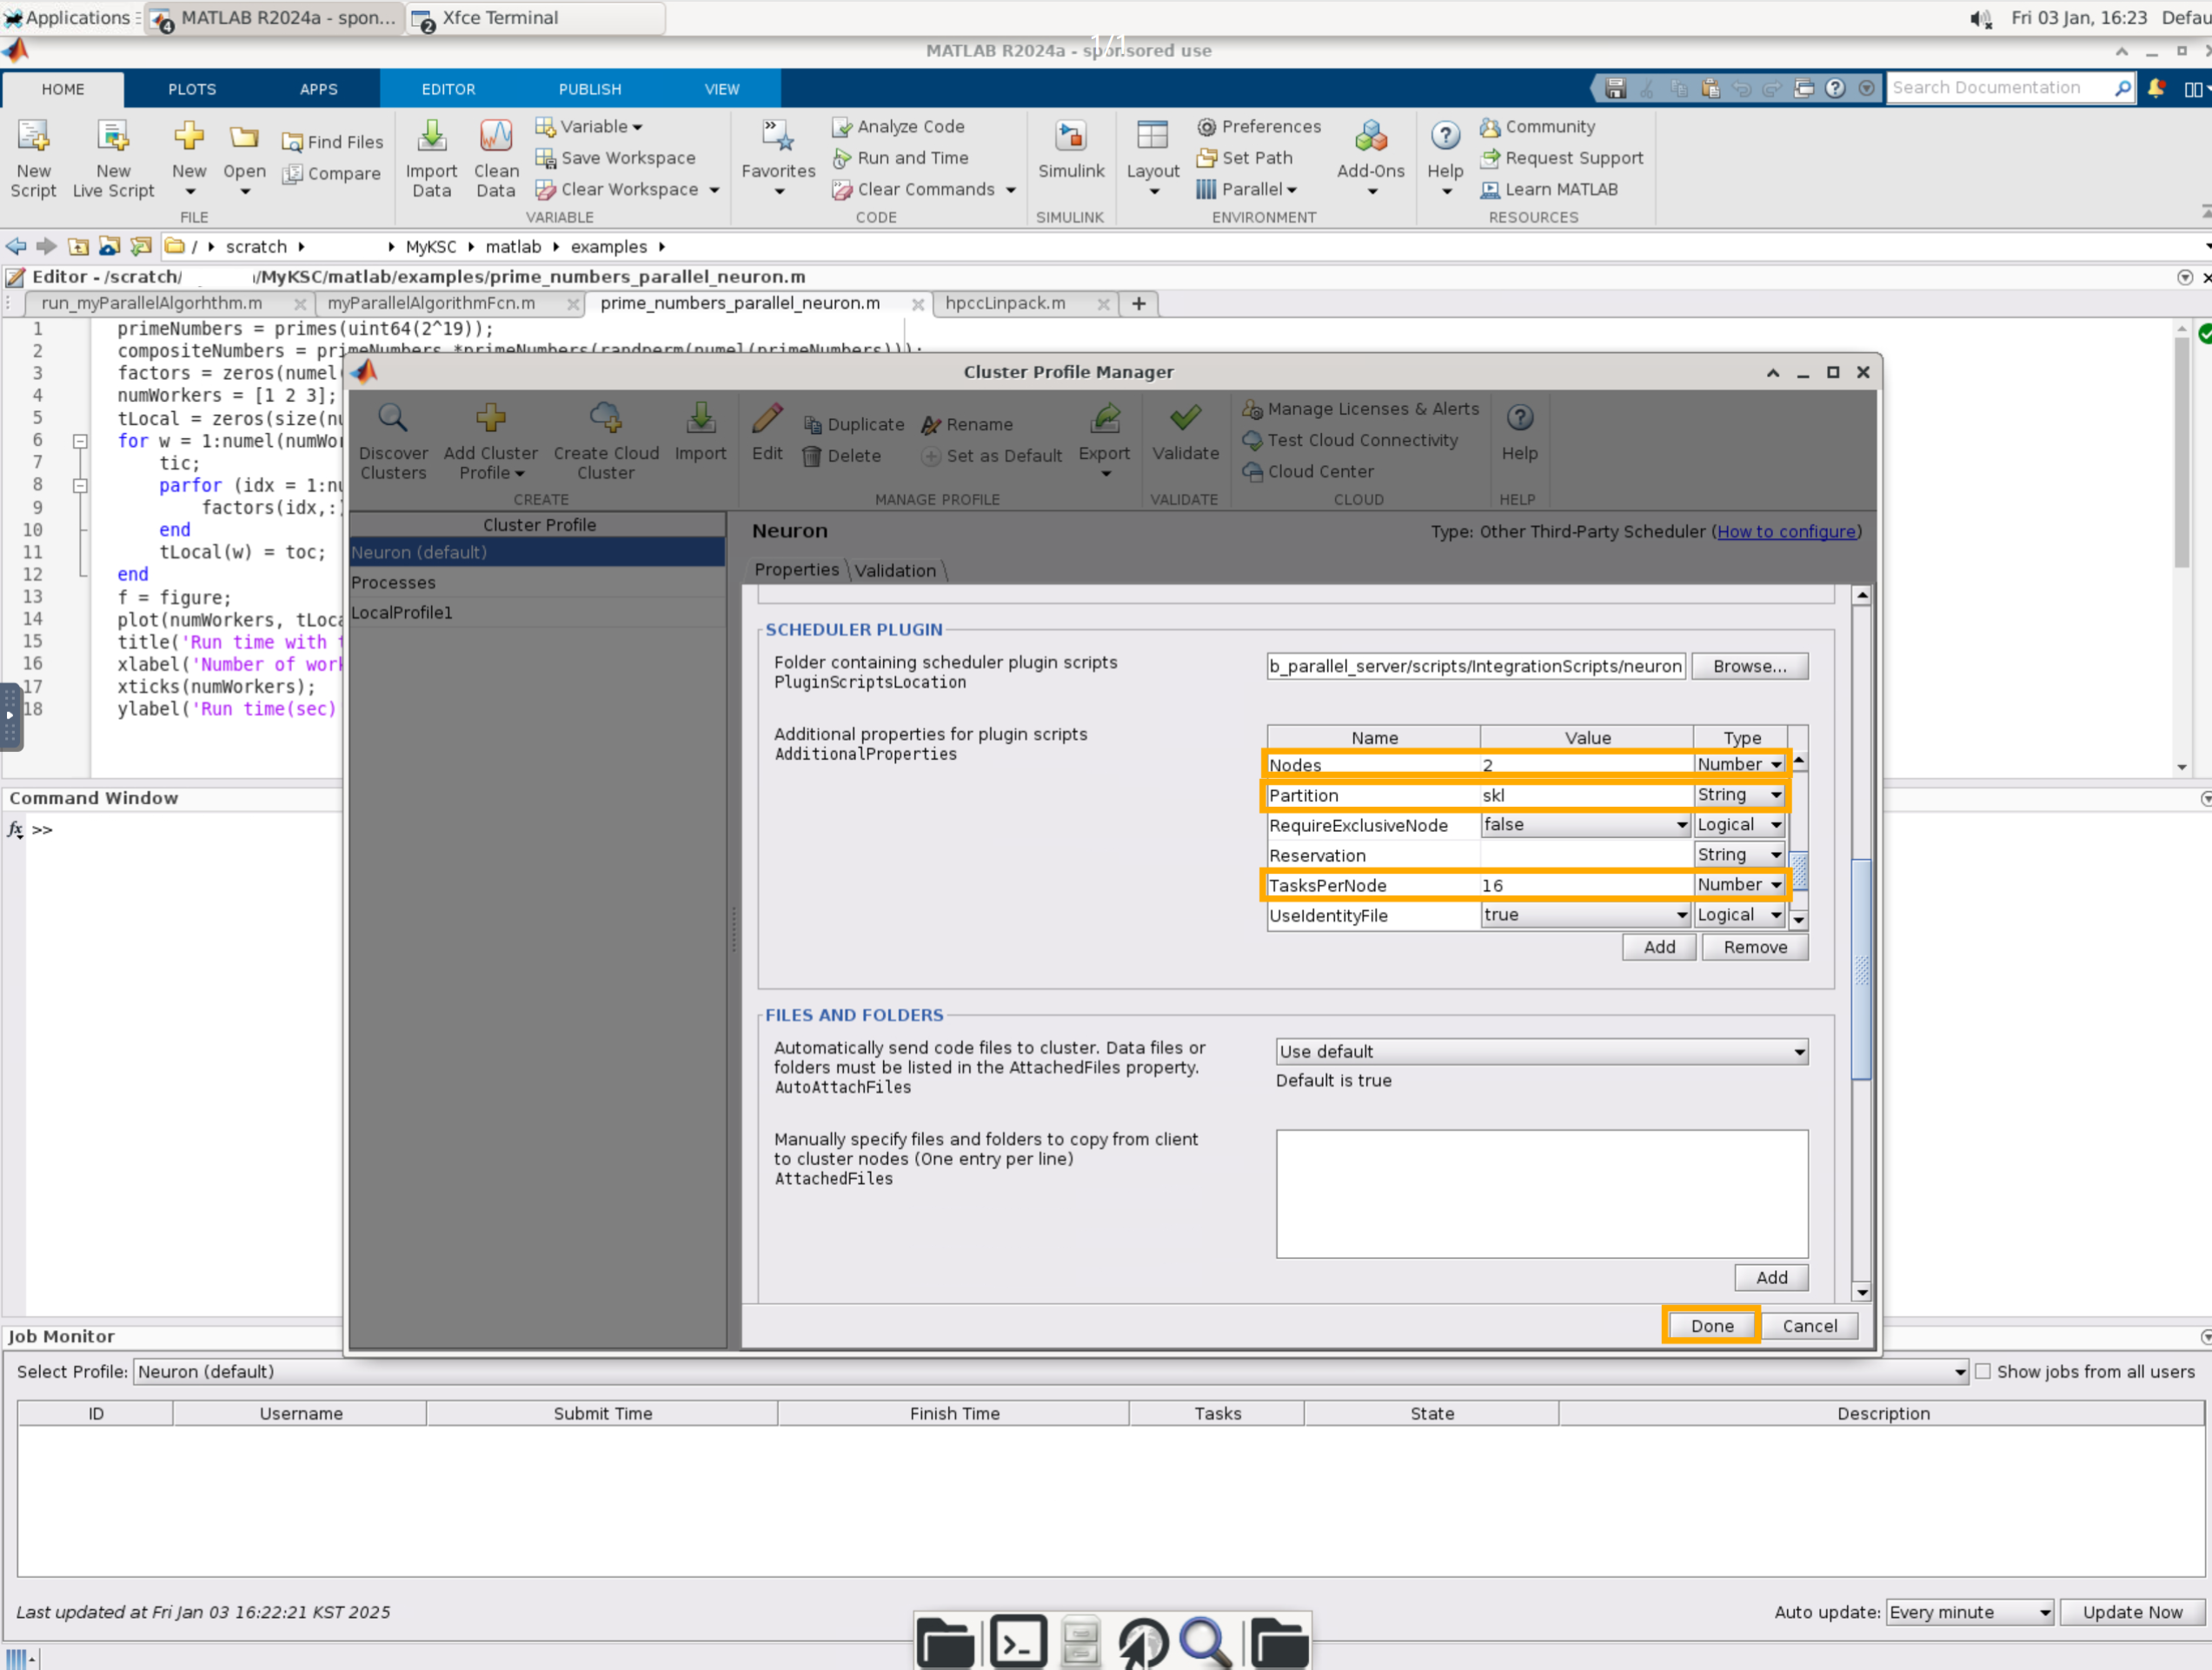 Applications
MATLAB R2024a - spon...
Xfce Terminal
Fri 03 Jan, 16:23 Defau
MATLAB R2024a - sponsored use
1/1
HOME PLOTS APPS EDITOR PUBLISH VIEW
Search Documentation
New Script
New Live Script
New
Open
Find Files
Compare
Import Data
Clean Data
Variable
Save Workspace
Clear Workspace
Favorites
Analyze Code
Run and Time
Clear Commands
Simulink
Layout
Preferences
Set Path
Parallel
Add-Ons
Help
Community
Request Support
Learn MATLAB
FILE VARIABLE CODE SIMULINK ENVIRONMENT RESOURCES
/ scratch MyKSC matlab examples
Editor - /scratch/ /MyKSC/matlab/examples/prime_numbers_parallel_neuron.m
run_myParallelAlgorhthm.m myParallelAlgorithmFcn.m prime_numbers_parallel_neuron.m hpccLinpack.m +
1 primeNumbers = primes(uint64(2^19));
2 compositeNumbers = primeNumbers.*primeNumbers(randperm(numel(primeNumbers)));
3 factors = zeros(numel(
4 numWorkers = [1 2 3];
5 tLocal = zeros(size(nu
6 for w = 1:numel(numWor
7 tic;
8 parfor (idx = 1:nu
9 factors(idx,:)
10 end
11 tLocal(w) = toc;
12 end
13 f = figure;
14 plot(numWorkers, tLoca
15 title('Run time with t
16 xlabel('Number of work
17 xticks(numWorkers);
18 ylabel('Run time(sec)
Cluster Profile Manager
Discover Clusters
Add Cluster Profile
Create Cloud Cluster
Import
Edit
Duplicate
Delete
Rename
Set as Default
Export
Validate
Manage Licenses & Alerts
Test Cloud Connectivity
Cloud Center
Help
CREATE MANAGE PROFILE VALIDATE CLOUD HELP
Cluster Profile
Neuron (default)
Processes
LocalProfile1
Neuron
Type: Other Third-Party Scheduler (How to configure)
Properties Validation
SCHEDULER PLUGIN
Folder containing scheduler plugin scripts
PluginScriptsLocation
b_parallel_server/scripts/IntegrationScripts/neuron Browse...
Additional properties for plugin scripts
AdditionalProperties
Name Value Type
Nodes 2 Number
Partition skl String
RequireExclusiveNode false Logical
Reservation String
TasksPerNode 16 Number
UseIdentityFile true Logical
Add Remove
FILES AND FOLDERS
Automatically send code files to cluster. Data files or
folders must be listed in the AttachedFiles property.
AutoAttachFiles
Use default
Default is true
Manually specify files and folders to copy from client
to cluster nodes (One entry per line)
AttachedFiles
Add
Done Cancel
Command Window
fx >>
Job Monitor
Select Profile: Neuron (default) Show jobs from all users
ID Username Submit Time Finish Time Tasks State Description
Last updated at Fri Jan 03 16:22:21 KST 2025
Auto update: Every minute Update Now